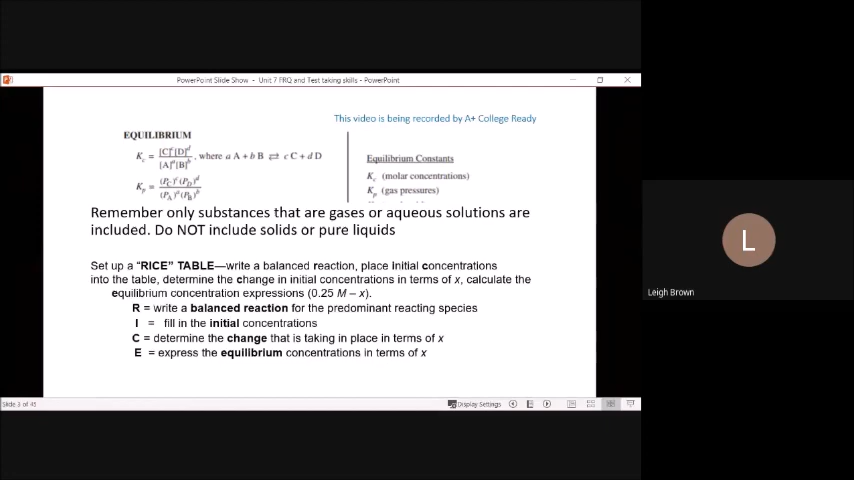 PowerPoint Slide Show - Unit 7 FRQ and Test taking skills - PowerPoint
This video is being recorded by A+ College Ready
EQUILIBRIUM
K_c = [C]^c[D]^d / [A]^a[B]^b, where a A + b B ⇄ c C + d D
K_p = (P_C)^c (P_D)^d / (P_A)^a (P_B)^b
Equilibrium Constants
K_c (molar concentrations)
K_p (gas pressures)
Remember only substances that are gases or aqueous solutions are
included. Do NOT include solids or pure liquids
Set up a “RICE” TABLE—write a balanced reaction, place initial concentrations
into the table, determine the change in initial concentrations in terms of x, calculate the
equilibrium concentration expressions (0.25 M – x).
R = write a balanced reaction for the predominant reacting species
I = fill in the initial concentrations
C = determine the change that is taking in place in terms of x
E = express the equilibrium concentrations in terms of x
Slide 3 of 45
Display Settings
L
Leigh Brown